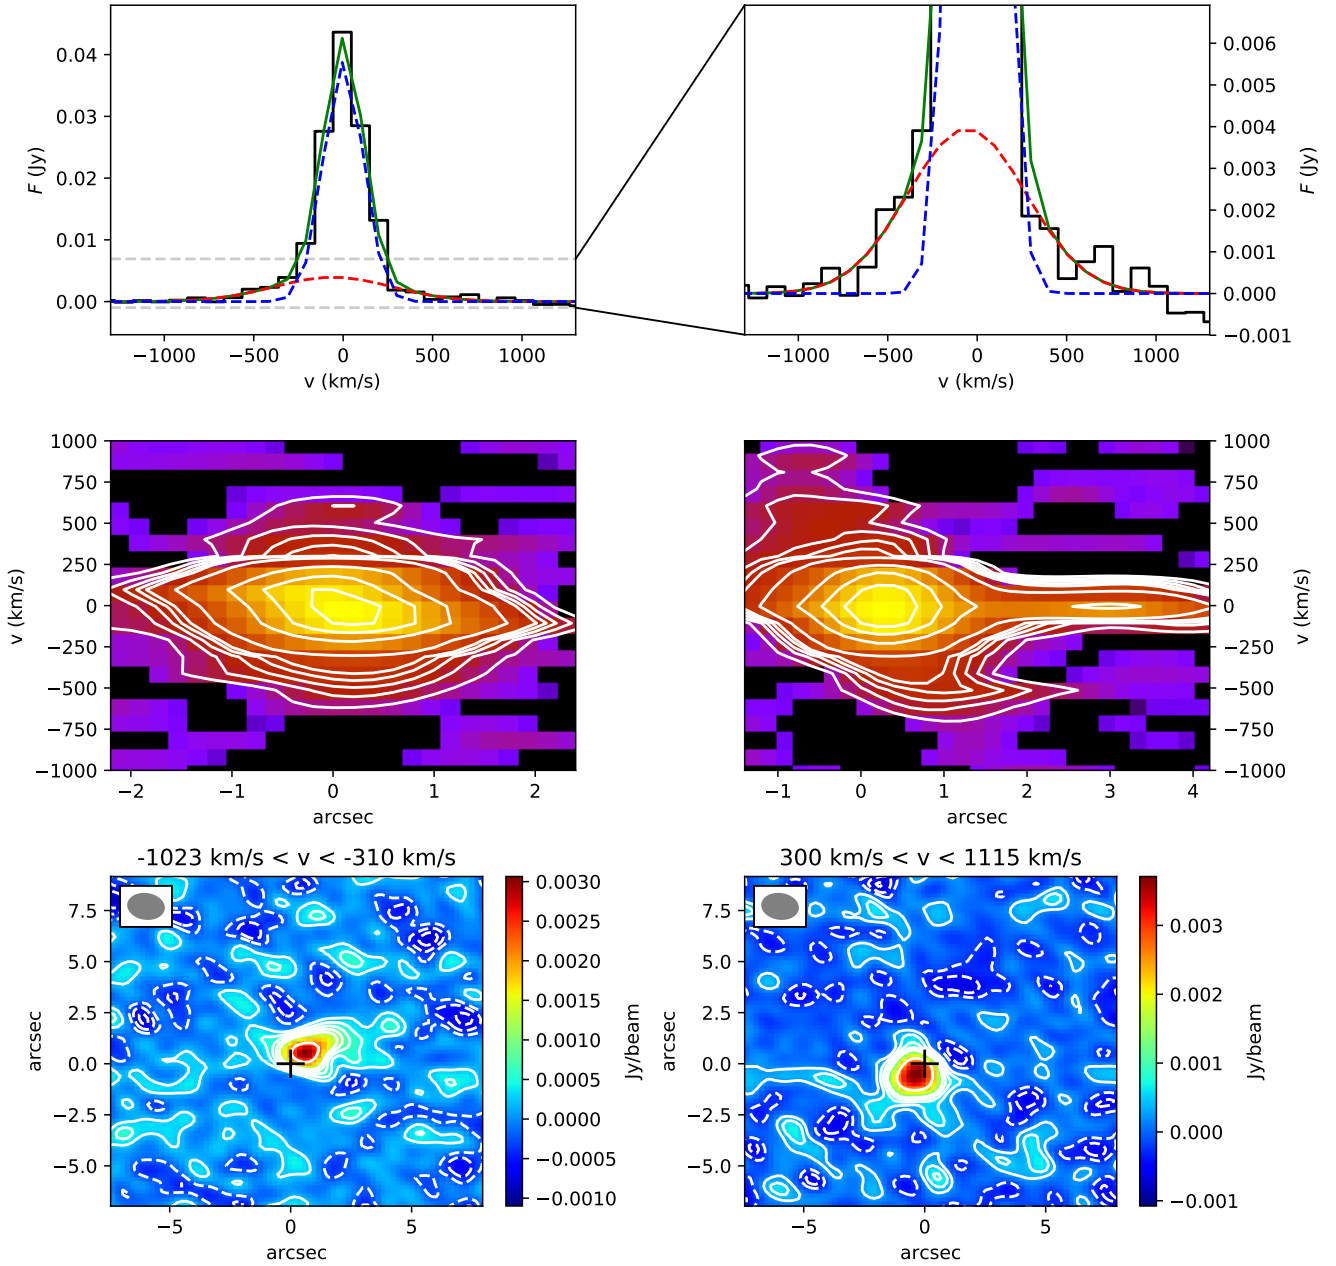 0.04
0.03
0.02
0.01
0.00
F (Jy)
−1000 −500 0 500 1000
v (km/s)
0.006
0.005
0.004
0.003
0.002
0.001
0.000
−0.001
F (Jy)
−1000 −500 0 500 1000
v (km/s)
1000
750
500
250
0
−250
−500
−750
−1000
v (km/s)
−2 −1 0 1 2
arcsec
1000
750
500
250
0
−250
−500
−750
−1000
v (km/s)
−1 0 1 2 3 4
arcsec
-1023 km/s < v < -310 km/s
7.5
5.0
2.5
0.0
−2.5
−5.0
arcsec
−5 0 5
arcsec
0.0030
0.0025
0.0020
0.0015
0.0010
0.0005
0.0000
−0.0005
−0.0010
Jy/beam
300 km/s < v < 1115 km/s
7.5
5.0
2.5
0.0
−2.5
−5.0
arcsec
−5 0 5
arcsec
0.003
0.002
0.001
0.000
−0.001
Jy/beam